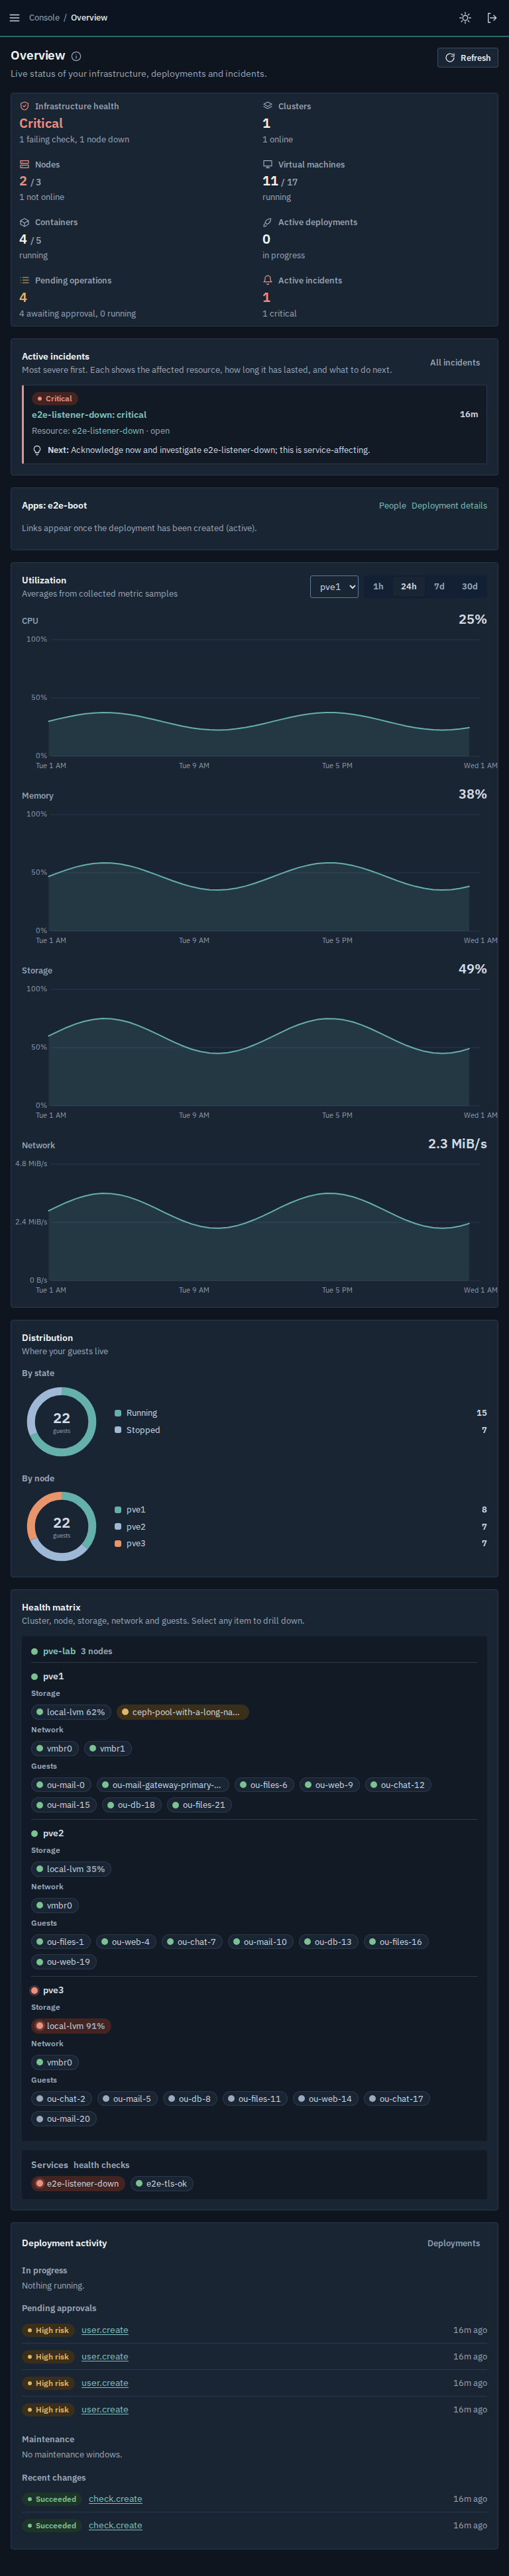 Console / Overview
Overview
Live status of your infrastructure, deployments and incidents.
Refresh
Infrastructure health
Critical
1 failing check, 1 node down
Clusters
1
1 online
Nodes
2 / 3
1 not online
Virtual machines
11 / 17
running
Containers
4 / 5
running
Active deployments
0
in progress
Pending operations
4
4 awaiting approval, 0 running
Active incidents
1
1 critical
Active incidents
Most severe first. Each shows the affected resource, how long it has lasted, and what to do next.
All incidents
Critical
e2e-listener-down: critical
16m
Resource: e2e-listener-down · open
Next: Acknowledge now and investigate e2e-listener-down; this is service-affecting.
Apps: e2e-boot
People Deployment details
Links appear once the deployment has been created (active).
Utilization
Averages from collected metric samples
pve1
1h 24h 7d 30d
CPU
25%
100%
50%
0%
Tue 1 AM Tue 9 AM Tue 5 PM Wed 1 AM
Memory
38%
100%
50%
0%
Tue 1 AM Tue 9 AM Tue 5 PM Wed 1 AM
Storage
49%
100%
50%
0%
Tue 1 AM Tue 9 AM Tue 5 PM Wed 1 AM
Network
2.3 MiB/s
4.8 MiB/s
2.4 MiB/s
0 B/s
Tue 1 AM Tue 9 AM Tue 5 PM Wed 1 AM
Distribution
Where your guests live
By state
22
guests
Running 15
Stopped 7
By node
22
guests
pve1 8
pve2 7
pve3 7
Health matrix
Cluster, node, storage, network and guests. Select any item to drill down.
pve-lab 3 nodes
pve1
Storage
local-lvm 62% ceph-pool-with-a-long-na...
Network
vmbr0 vmbr1
Guests
ou-mail-0 ou-mail-gateway-primary-... ou-files-6 ou-web-9 ou-chat-12
ou-mail-15 ou-db-18 ou-files-21
pve2
Storage
local-lvm 35%
Network
vmbr0
Guests
ou-files-1 ou-web-4 ou-chat-7 ou-mail-10 ou-db-13 ou-files-16
ou-web-19
pve3
Storage
local-lvm 91%
Network
vmbr0
Guests
ou-chat-2 ou-mail-5 ou-db-8 ou-files-11 ou-web-14 ou-chat-17
ou-mail-20
Services health checks
e2e-listener-down e2e-tls-ok
Deployment activity
Deployments
In progress
Nothing running.
Pending approvals
High risk user.create 16m ago
High risk user.create 16m ago
High risk user.create 16m ago
High risk user.create 16m ago
Maintenance
No maintenance windows.
Recent changes
Succeeded check.create 16m ago
Succeeded check.create 16m ago